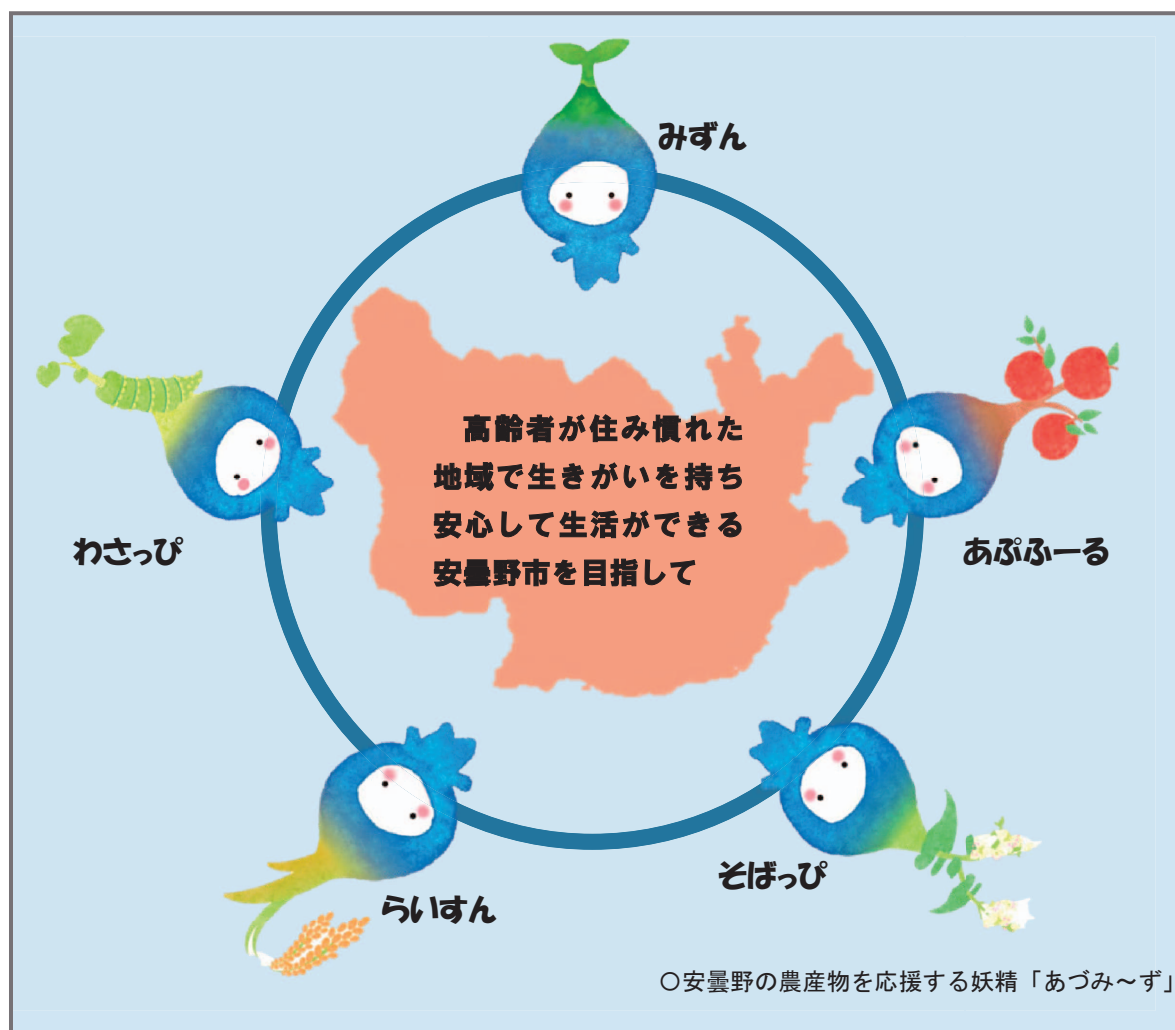 みずん
高齢者が住み慣れた
地域で生きがいを持ち
安心して生活ができる
安曇野市を目指して
わさっぴ
あぷふーる
そばっぴ
らいすん
○安曇野の農産物を応援する妖精「あづみ～ず」